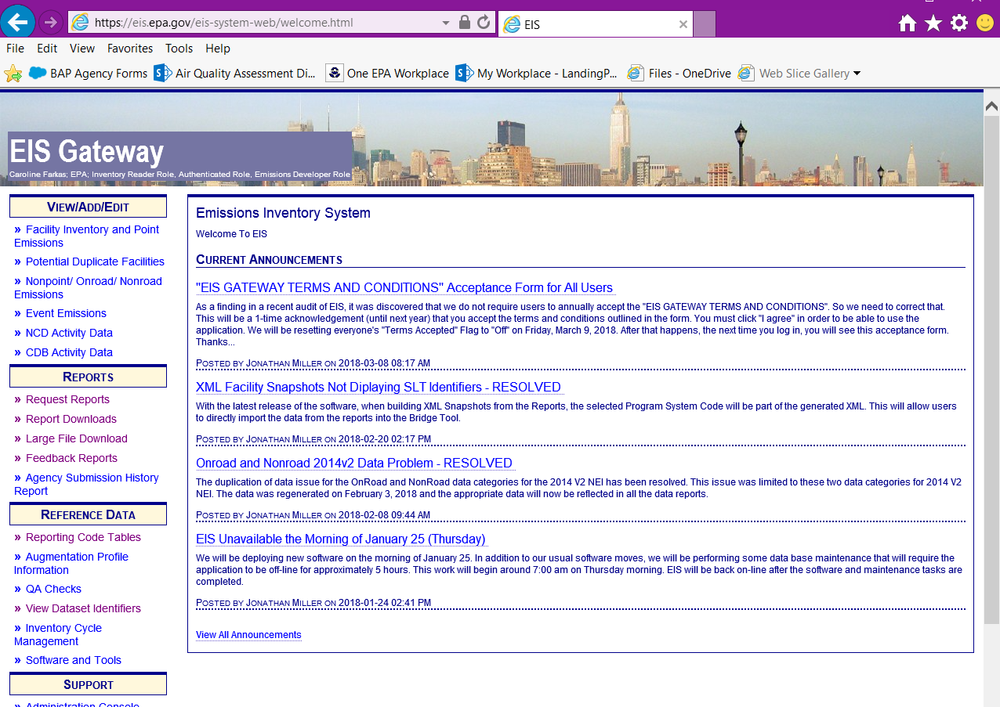 https://eis.epa.gov/eis-system-web/welcome.html
EIS
File Edit View Favorites Tools Help
BAP Agency Forms Air Quality Assessment Di... One EPA Workplace My Workplace - LandingP... Files - OneDrive Web Slice Gallery
EIS Gateway
Caroline Farkas; EPA; Inventory Reader Role, Authenticated Role, Emissions Developer Role
VIEW/ADD/EDIT
» Facility Inventory and Point
Emissions
» Potential Duplicate Facilities
» Nonpoint/ Onroad/ Nonroad
Emissions
» Event Emissions
» NCD Activity Data
» CDB Activity Data
REPORTS
» Request Reports
» Report Downloads
» Large File Download
» Feedback Reports
» Agency Submission History
Report
REFERENCE DATA
» Reporting Code Tables
» Augmentation Profile
Information
» QA Checks
» View Dataset Identifiers
» Inventory Cycle
Management
» Software and Tools
SUPPORT
» Administration Console
Emissions Inventory System
Welcome To EIS
CURRENT ANNOUNCEMENTS
"EIS GATEWAY TERMS AND CONDITIONS" Acceptance Form for All Users
As a finding in a recent audit of EIS, it was discovered that we do not require users to annually accept the "EIS GATEWAY TERMS AND CONDITIONS". So we need to correct that.
This will be a 1-time acknowledgement (until next year) that you accept the terms and conditions outlined in the form. You must click "I agree" in order to be able to use the
application. We will be resetting everyone's "Terms Accepted" Flag to "Off" on Friday, March 9, 2018. After that happens, the next time you log in, you will see this acceptance form.
Thanks...
POSTED BY JONATHAN MILLER ON 2018-03-08 08:17 AM
XML Facility Snapshots Not Diplaying SLT Identifiers - RESOLVED
With the latest release of the software, when building XML Snapshots from the Reports, the selected Program System Code will be part of the generated XML. This will allow users
to directly import the data from the reports into the Bridge Tool.
POSTED BY JONATHAN MILLER ON 2018-02-20 02:17 PM
Onroad and Nonroad 2014v2 Data Problem - RESOLVED
The duplication of data issue for the OnRoad and NonRoad data categories for the 2014 V2 NEI has been resolved. This issue was limited to these two data categories for 2014 V2
NEI. The data was regenerated on February 3, 2018 and the appropriate data will now be reflected in all the data reports.
POSTED BY JONATHAN MILLER ON 2018-02-08 09:44 AM
EIS Unavailable the Morning of January 25 (Thursday)
We will be deploying new software on the morning of January 25. In addition to our usual software moves, we will be performing some data base maintenance that will require the
application to be off-line for approximately 5 hours. This work will begin around 7:00 am on Thursday morning. EIS will be back on-line after the software and maintenance tasks are
completed.
POSTED BY JONATHAN MILLER ON 2018-01-24 02:41 PM
View All Announcements